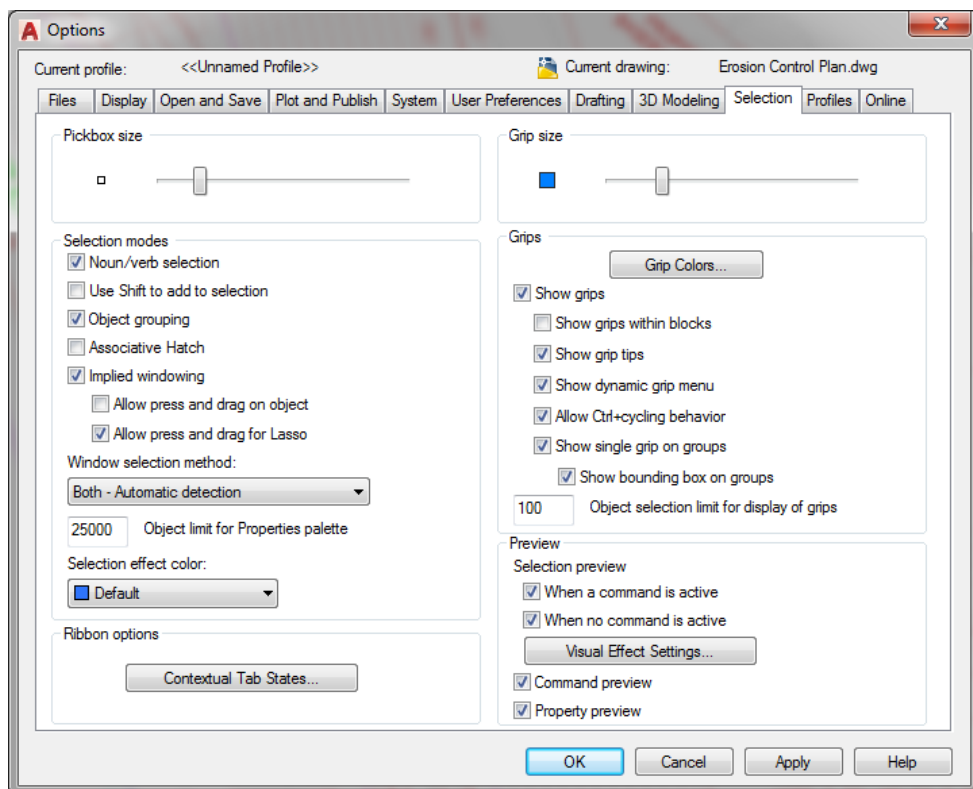 Options
Current profile: <<Unnamed Profile>> Current drawing: Erosion Control Plan.dwg
Files Display Open and Save Plot and Publish System User Preferences Drafting 3D Modeling Selection Profiles Online
Pickbox size
Selection modes
Noun/verb selection
Use Shift to add to selection
Object grouping
Associative Hatch
Implied windowing
Allow press and drag on object
Allow press and drag for Lasso
Window selection method:
Both - Automatic detection
25000 Object limit for Properties palette
Selection effect color:
Default
Ribbon options
Contextual Tab States...
Grip size
Grips
Grip Colors...
Show grips
Show grips within blocks
Show grip tips
Show dynamic grip menu
Allow Ctrl+cycling behavior
Show single grip on groups
Show bounding box on groups
100 Object selection limit for display of grips
Preview
Selection preview
When a command is active
When no command is active
Visual Effect Settings...
Command preview
Property preview
OK Cancel Apply Help